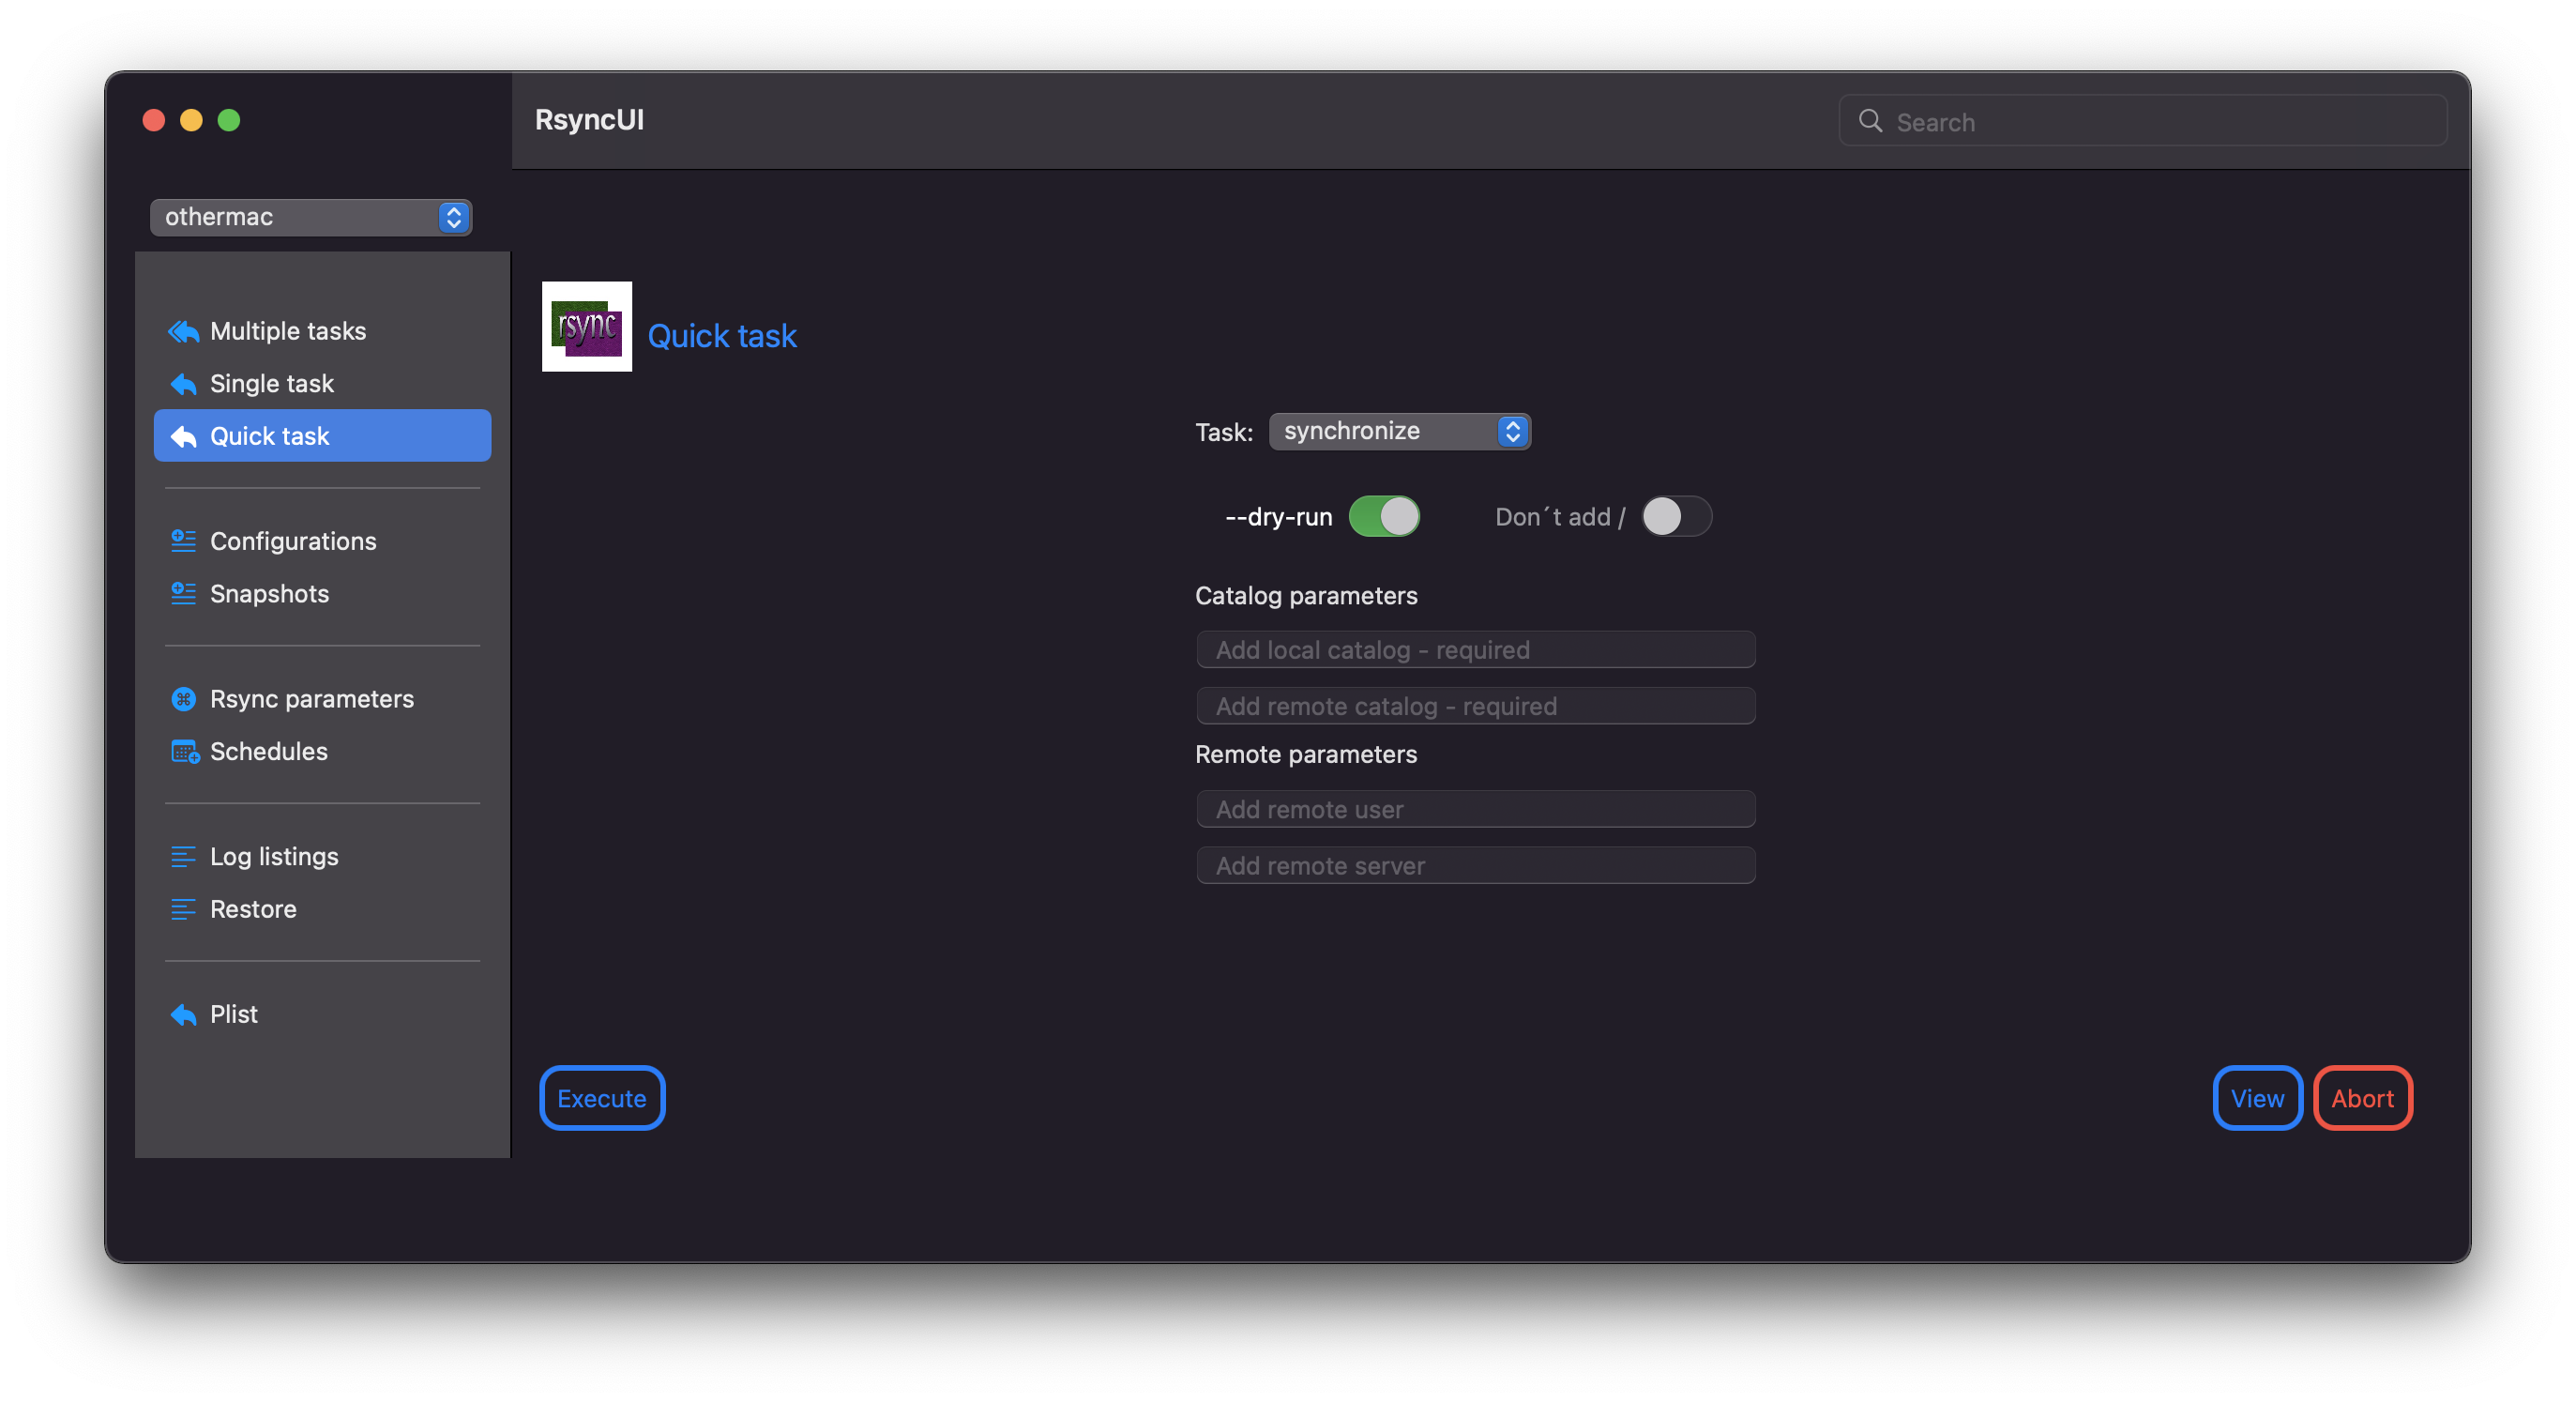 RsyncUI
Search
othermac
Multiple tasks
Single task
Quick task
Configurations
Snapshots
Rsync parameters
Schedules
Log listings
Restore
Plist
rsync
Quick task
Task: synchronize
--dry-run Don´t add /
Catalog parameters
Add local catalog - required
Add remote catalog - required
Remote parameters
Add remote user
Add remote server
Execute
View Abort